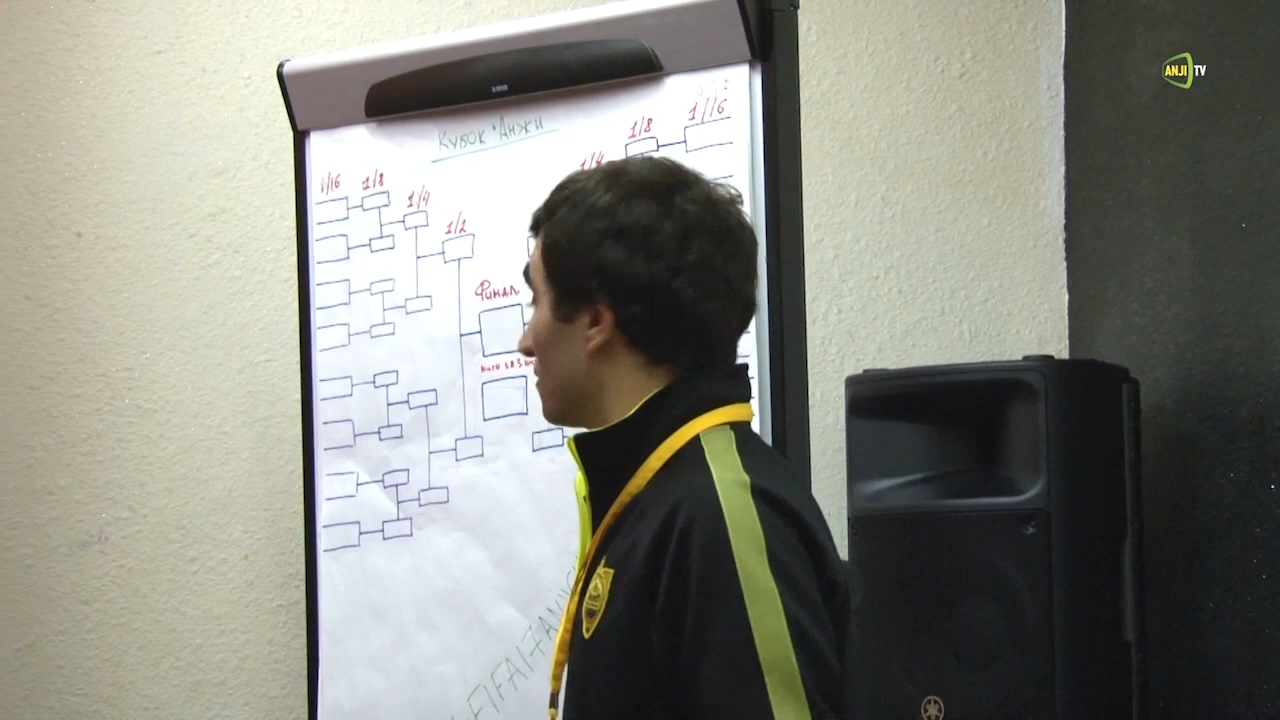 ANJI TV
Кубок "Анжи"
1/16 1/8 1/4 1/2
1/4 1/8 1/16
Финал
FIFA17AN